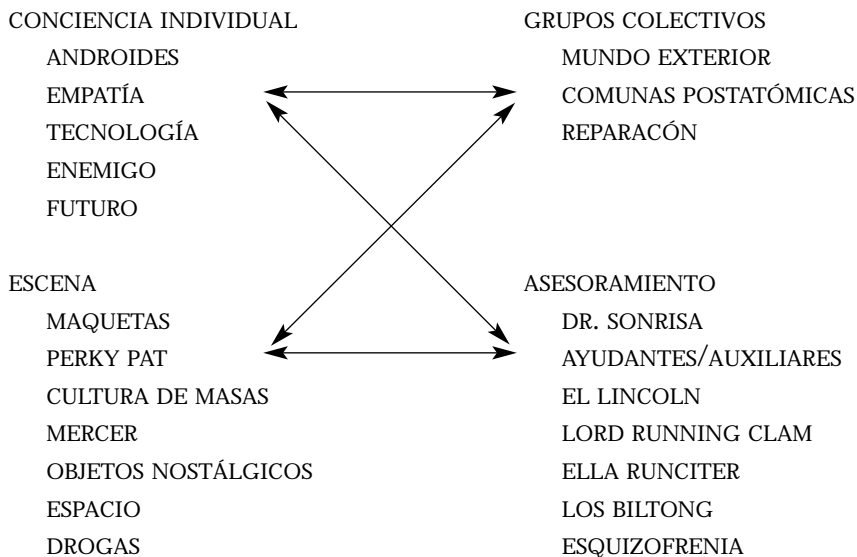 CONCIENCIA INDIVIDUAL
ANDROIDES
EMPATÍA
TECNOLOGÍA
ENEMIGO
FUTURO
GRUPOS COLECTIVOS
MUNDO EXTERIOR
COMUNAS POSTATÓMICAS
REPARACÓN
ESCENA
MAQUETAS
PERKY PAT
CULTURA DE MASAS
MERCER
OBJETOS NOSTÁLGICOS
ESPACIO
DROGAS
ASESORAMIENTO
DR. SONRISA
AYUDANTES/AUXILIARES
EL LINCOLN
LORD RUNNING CLAM
ELLA RUNCITER
LOS BILTONG
ESQUIZOFRENIA